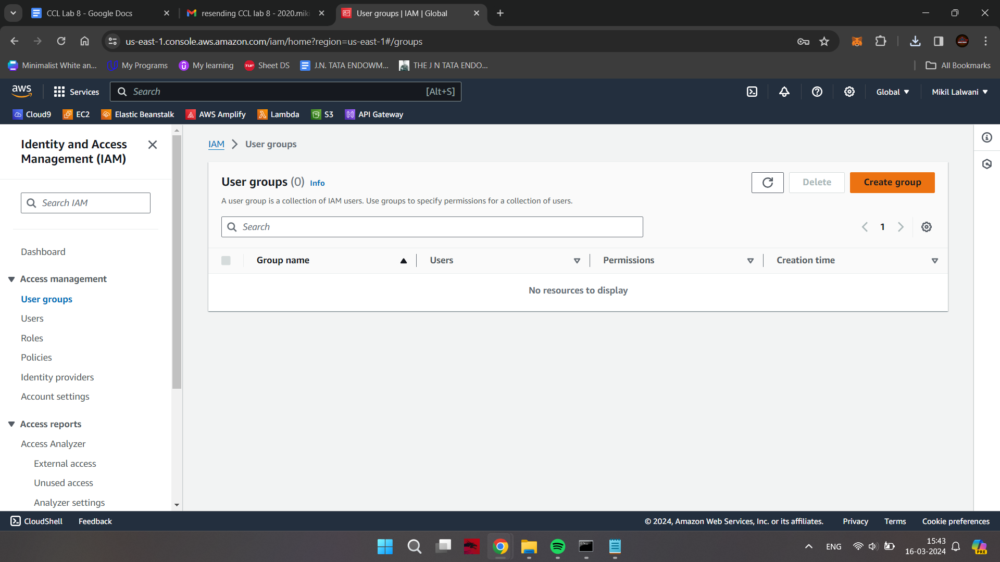 CCL Lab 8 - Google Docs
resending CCL lab 8 - 2020.miki
User groups | IAM | Global
us-east-1.console.aws.amazon.com/iam/home?region=us-east-1#/groups
Minimalist White an...
My Programs
My learning
Sheet DS
J.N. TATA ENDOWM...
THE J N TATA ENDO...
All Bookmarks
aws
Services
Search
[Alt+S]
Global
Mikil Lalwani
Cloud9
EC2
Elastic Beanstalk
AWS Amplify
Lambda
S3
API Gateway
Identity and Access
Management (IAM)
Search IAM
Dashboard
Access management
User groups
Users
Roles
Policies
Identity providers
Account settings
Access reports
Access Analyzer
External access
Unused access
Analyzer settings
IAM
User groups
User groups (0) Info
Delete
Create group
A user group is a collection of IAM users. Use groups to specify permissions for a collection of users.
Search
1
Group name
Users
Permissions
Creation time
No resources to display
CloudShell
Feedback
© 2024, Amazon Web Services, Inc. or its affiliates.
Privacy
Terms
Cookie preferences
ENG
15:43
16-03-2024
PRE